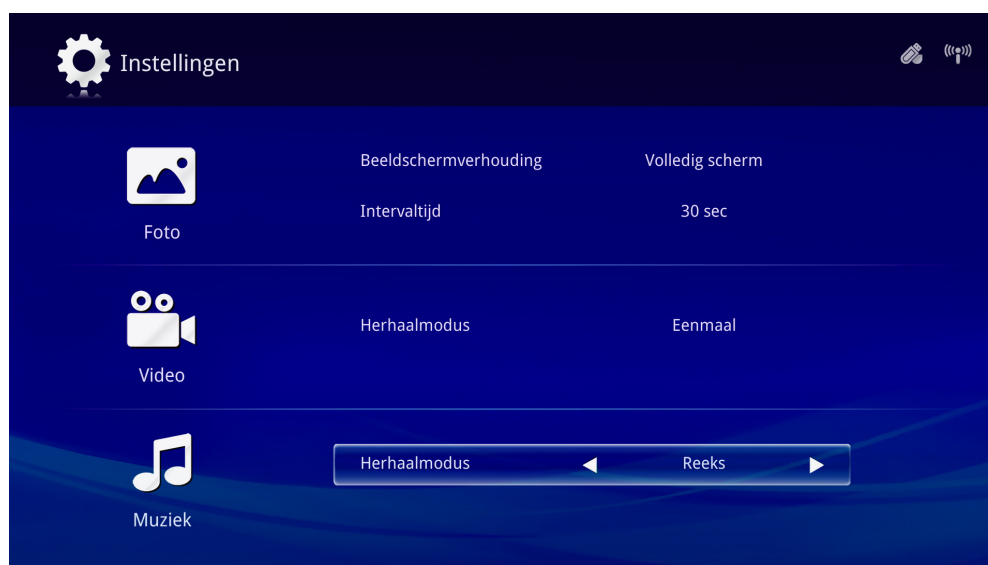 Instellingen
Beeldschermverhouding Volledig scherm
Intervaltijd 30 sec
Foto
Herhaalmodus Eenmaal
Video
Herhaalmodus Reeks
Muziek